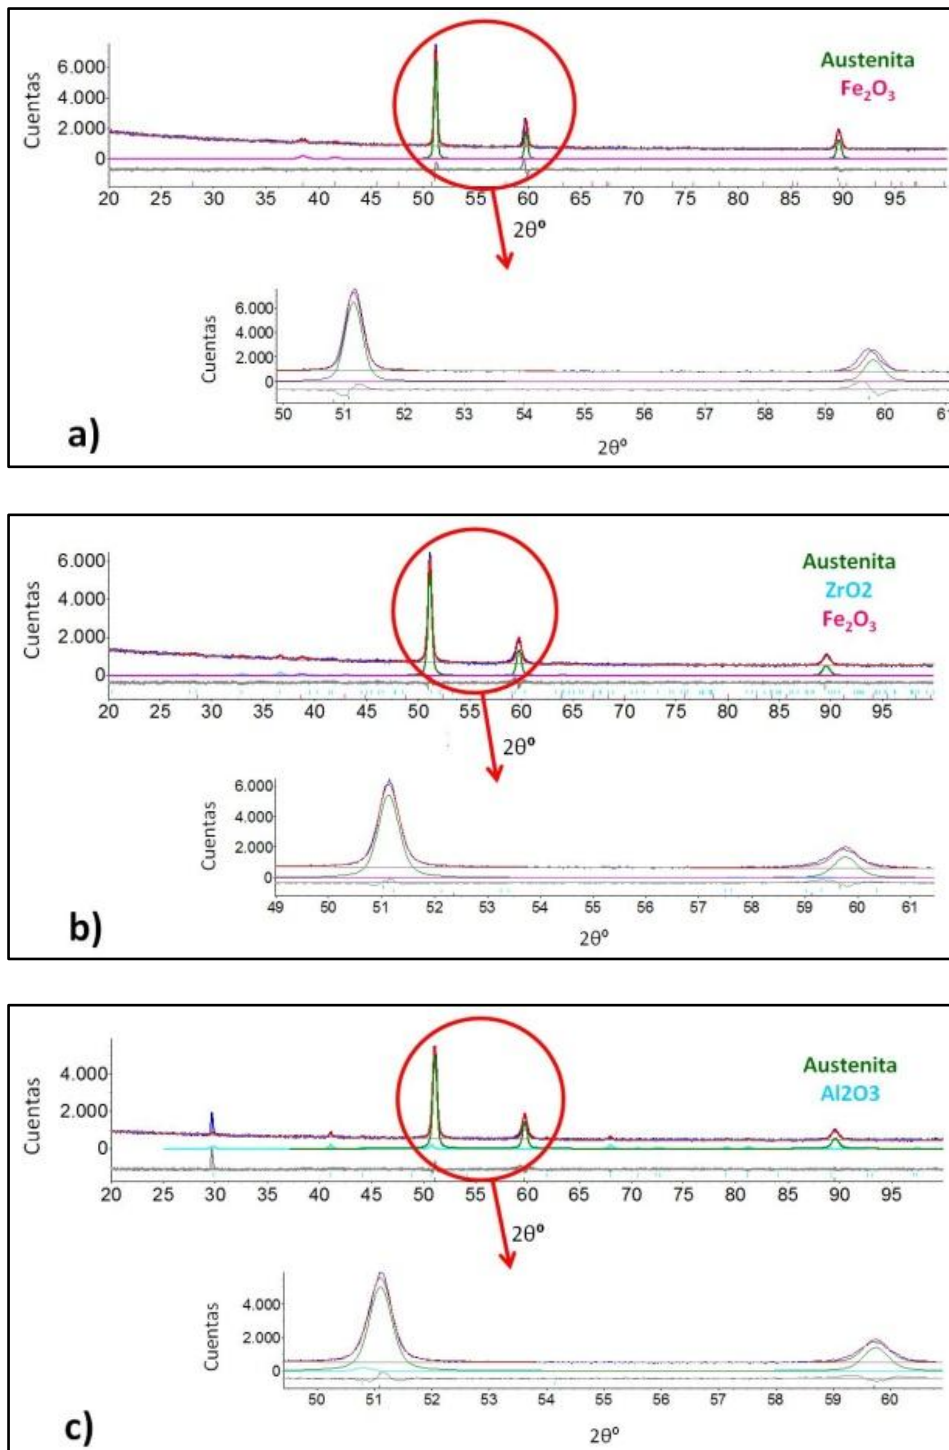 Cuentas
6.000
4.000
2.000
0
Austenita
Fe₂O₃
20 25 30 35 40 45 50 55 60 65 70 75 80 85 90 95
2θº
Cuentas
6.000
4.000
2.000
0
50 51 52 53 54 55 56 57 58 59 60 61
2θº
a)
Cuentas
6.000
4.000
2.000
0
Austenita
ZrO2
Fe₂O₃
20 25 30 35 40 45 50 55 60 65 70 75 80 85 90 95
2θº
Cuentas
6.000
4.000
2.000
0
49 50 51 52 53 54 55 56 57 58 59 60 61
2θº
b)
Cuentas
4.000
2.000
0
Austenita
Al2O3
20 25 30 35 40 45 50 55 60 65 70 75 80 85 90 95
2θº
Cuentas
4.000
2.000
0
50 51 52 53 54 55 56 57 58 59 60
2θº
c)